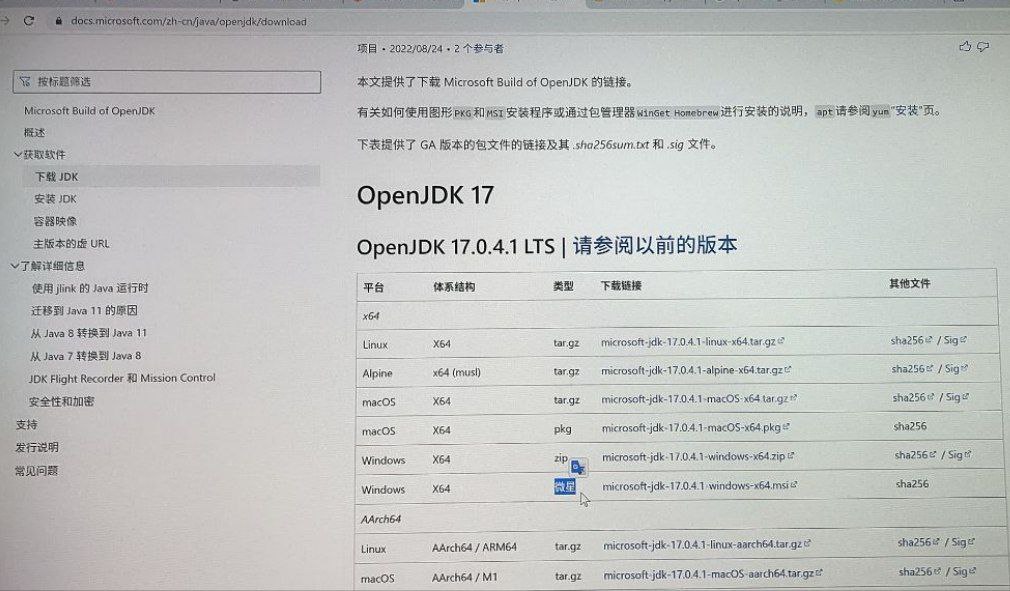 docs.microsoft.com/zh-cn/java/openjdk/download
项目 • 2022/08/24 • 2 个参与者
按标题筛选
Microsoft Build of OpenJDK
概述
获取软件
下载 JDK
安装 JDK
容器映像
主版本的虚 URL
了解详细信息
使用 jlink 的 Java 运行时
迁移到 Java 11 的原因
从 Java 8 转换到 Java 11
从 Java 7 转换到 Java 8
JDK Flight Recorder 和 Mission Control
安全性和加密
支持
发行说明
常见问题
本文提供了下载 Microsoft Build of OpenJDK 的链接。
有关如何使用图形PKG和MSI安装程序或通过包管理器WinGet Homebrew进行安装的说明，apt请参阅yum"安装"页。
下表提供了 GA 版本的包文件的链接及其 .sha256sum.txt 和 .sig 文件。
OpenJDK 17
OpenJDK 17.0.4.1 LTS | 请参阅以前的版本
平台 体系结构 类型 下载链接 其他文件
x64
Linux X64 tar.gz microsoft-jdk-17.0.4.1-linux-x64.tar.gz sha256 / Sig
Alpine x64 (musl) tar.gz microsoft-jdk-17.0.4.1-alpine-x64.tar.gz sha256 / Sig
macOS X64 tar.gz microsoft-jdk-17.0.4.1-macOS-x64.tar.gz sha256 / Sig
macOS X64 pkg microsoft-jdk-17.0.4.1-macOS-x64.pkg sha256
Windows X64 zip microsoft-jdk-17.0.4.1-windows-x64.zip sha256 / Sig
Windows X64 微星 microsoft-jdk-17.0.4.1-windows-x64.msi sha256
AArch64
Linux AArch64 / ARM64 tar.gz microsoft-jdk-17.0.4.1-linux-aarch64.tar.gz sha256 / Sig
macOS AArch64 / M1 tar.gz microsoft-jdk-17.0.4.1-macOS-aarch64.tar.gz sha256 / Sig